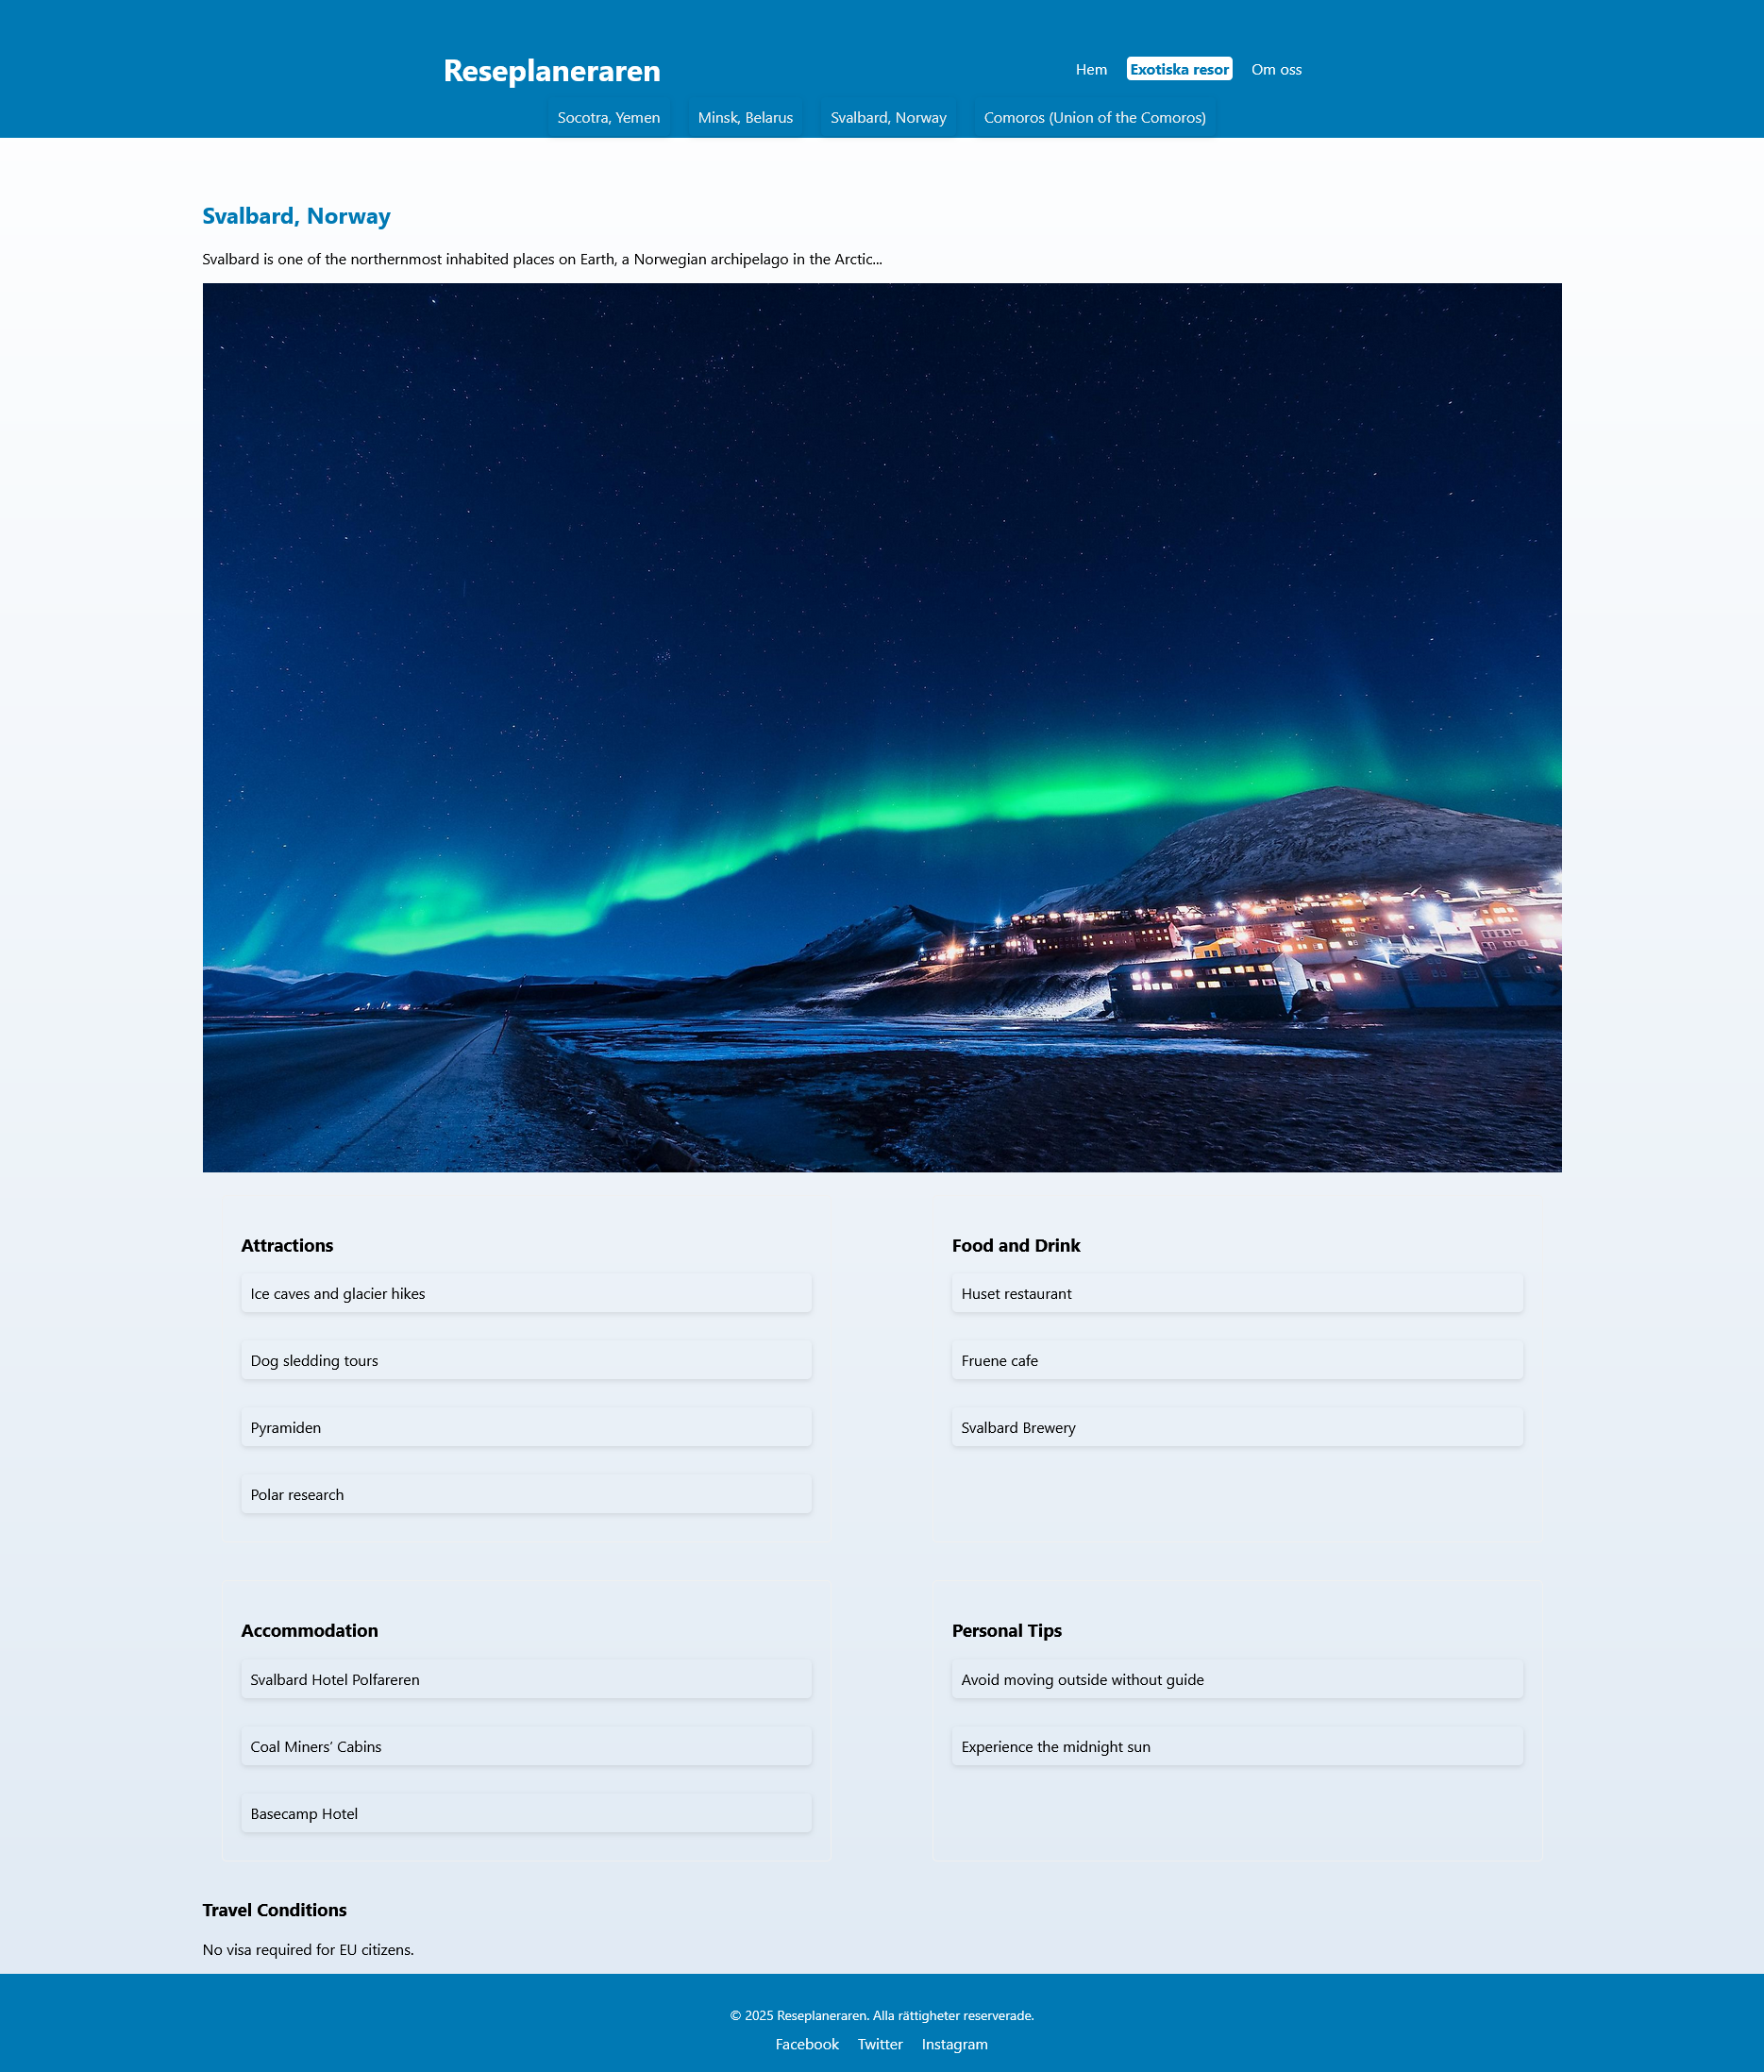 Reseplaneraren
Hem Exotiska resor Om oss
Socotra, Yemen Minsk, Belarus Svalbard, Norway Comoros (Union of the Comoros)
Svalbard, Norway
Svalbard is one of the northernmost inhabited places on Earth, a Norwegian archipelago in the Arctic...
Attractions
Ice caves and glacier hikes
Dog sledding tours
Pyramiden
Polar research
Food and Drink
Huset restaurant
Fruene cafe
Svalbard Brewery
Accommodation
Svalbard Hotel Polfareren
Coal Miners’ Cabins
Basecamp Hotel
Personal Tips
Avoid moving outside without guide
Experience the midnight sun
Travel Conditions
No visa required for EU citizens.
© 2025 Reseplaneraren. Alla rättigheter reserverade.
Facebook Twitter Instagram